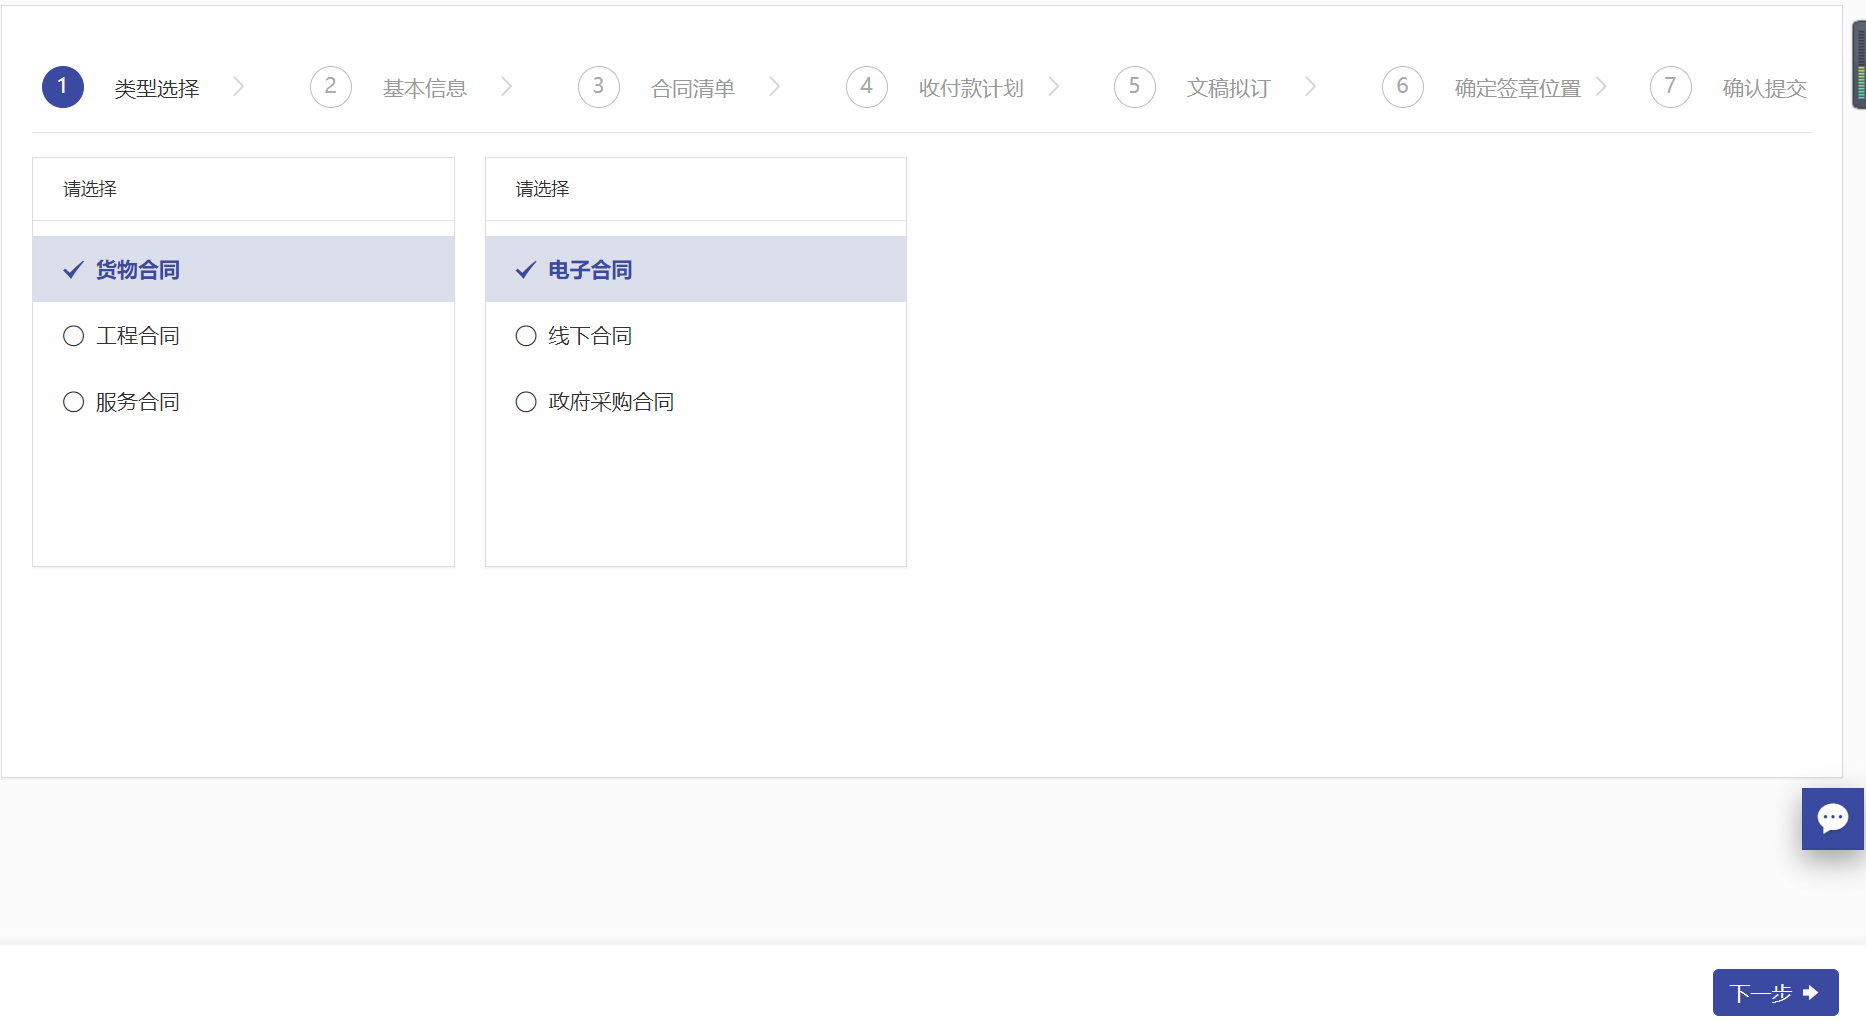 1 类型选择 2 基本信息 3 合同清单 4 收付款计划 5 文稿拟订 6 确定签章位置 7 确认提交
请选择
货物合同
工程合同
服务合同
请选择
电子合同
线下合同
政府采购合同
下一步